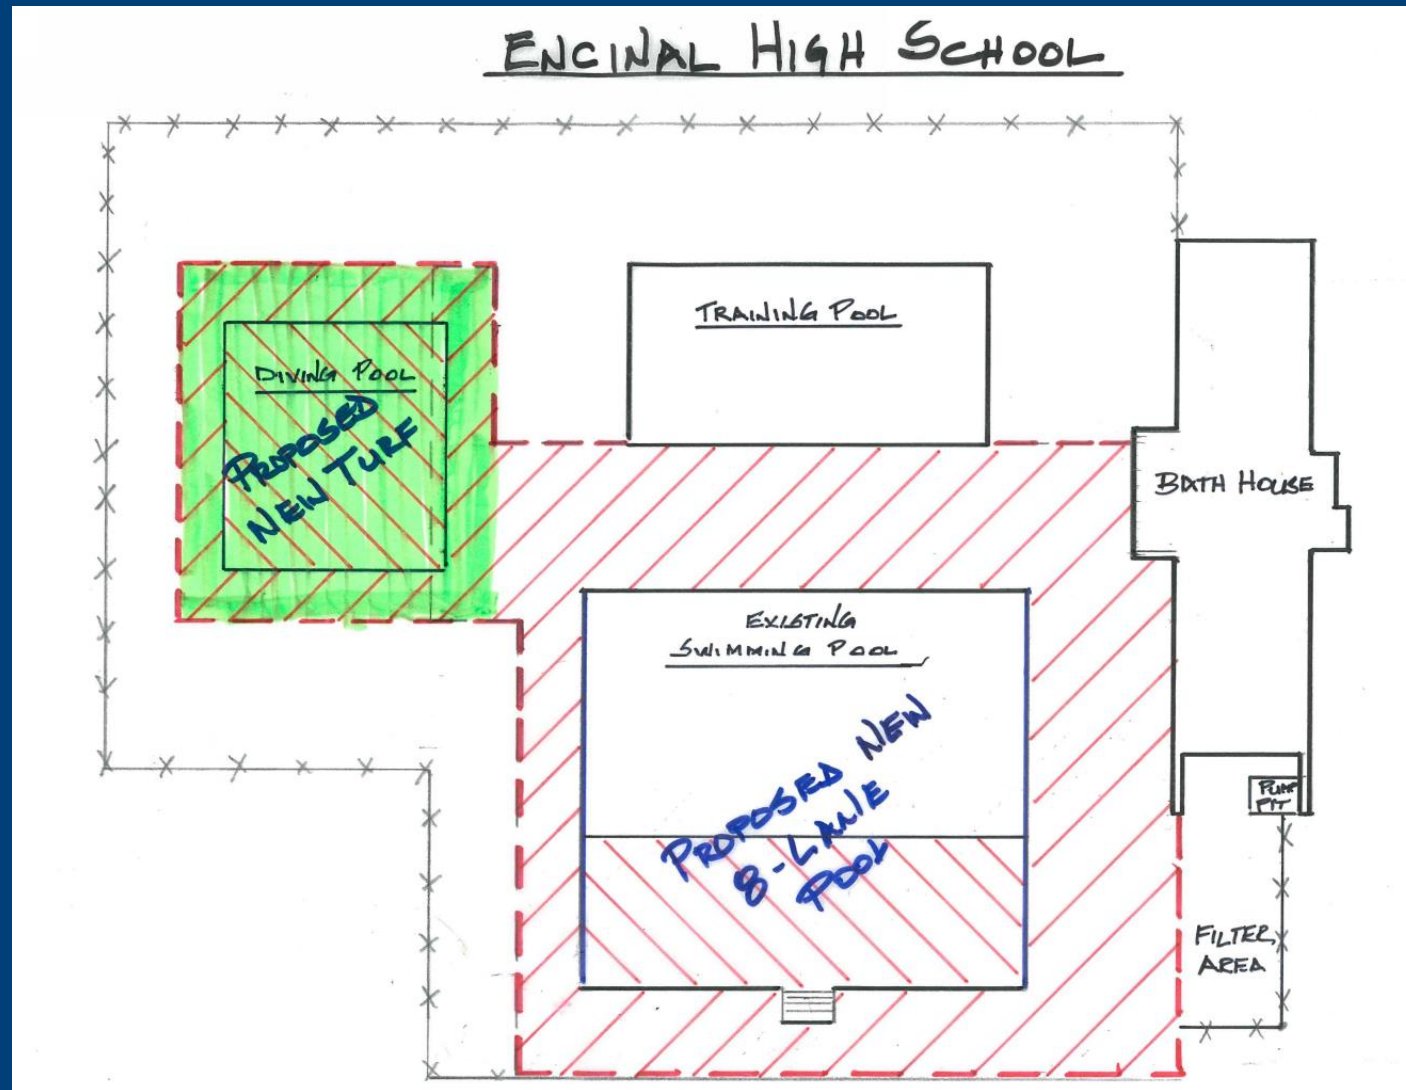 ENCINAL HIGH SCHOOL
TRAINING POOL
DIVING POOL
PROPOSED
NEW TURF
BATH HOUSE
EXISTING
SWIMMING POOL
PROPOSED NEW
8-LANE
POOL
PUMP
PIT
FILTER
AREA